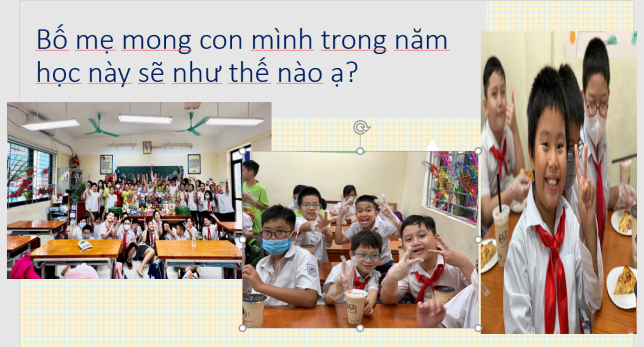 Bố mẹ mong con mình trong năm
học này sẽ như thế nào ạ?